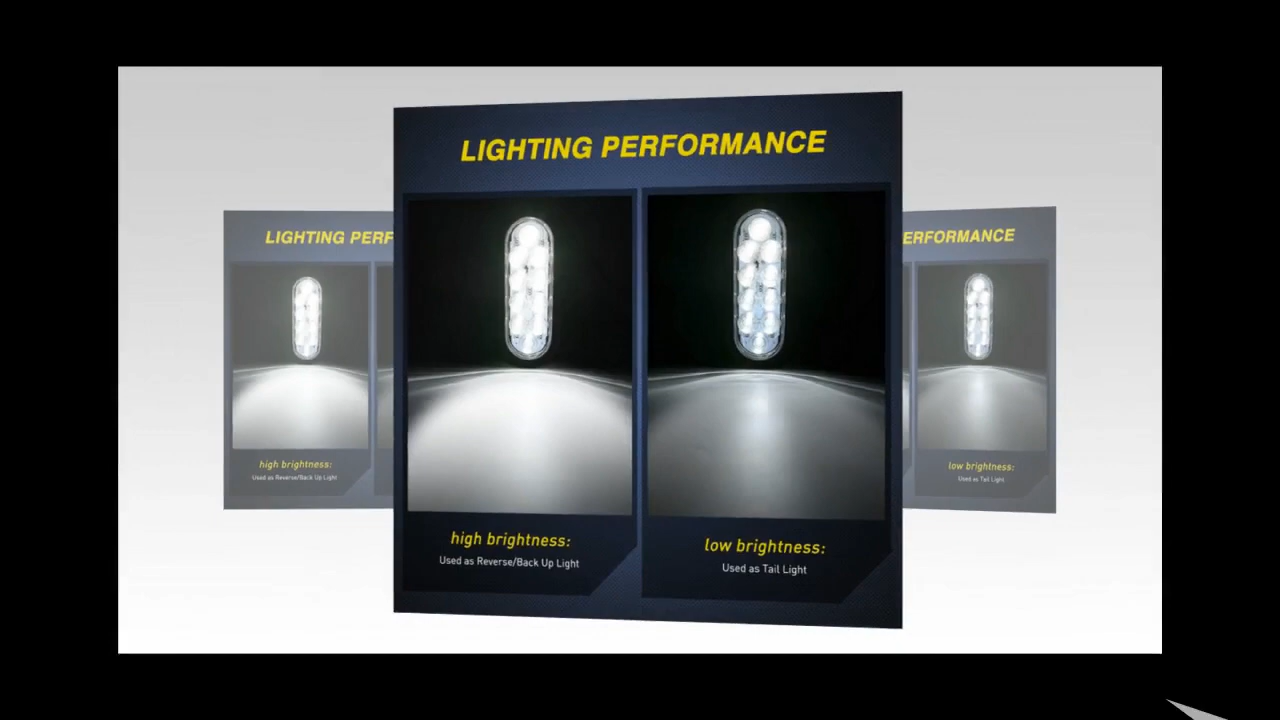 LIGHTING PERFORMANCE
high brightness:
Used as Reverse/Back Up Light
low brightness:
Used as Tail Light
LIGHTING PERF
high brightness:
Used as Reverse/Back Up Light
ERFORMANCE
low brightness:
Used as Tail Light